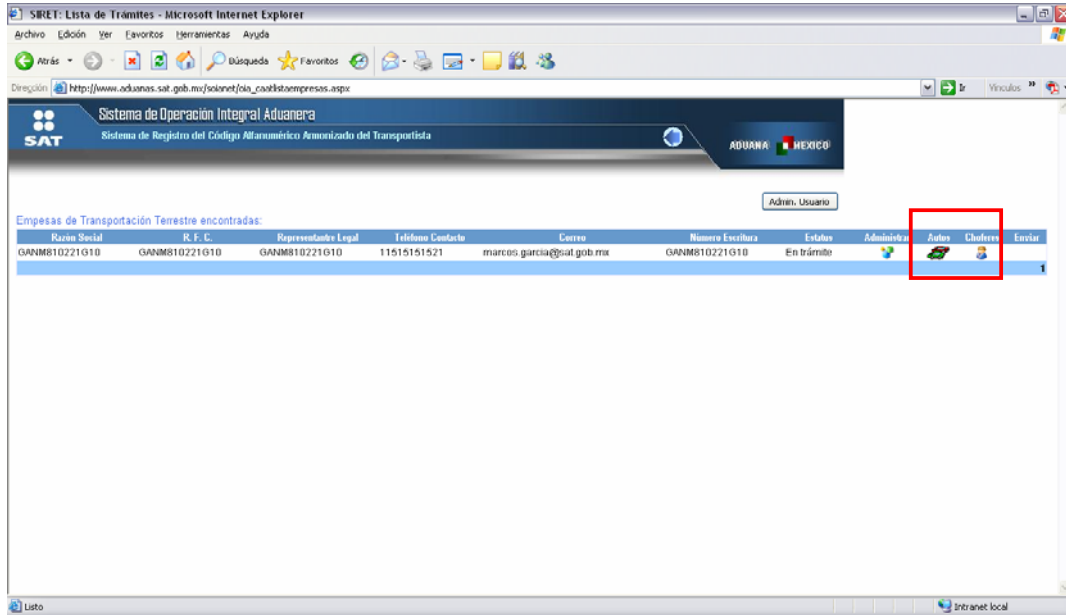 SIRET: Lista de Trámites - Microsoft Internet Explorer
Archivo Edición Ver Favoritos Herramientas Ayuda
Atrás Búsqueda Favoritos
Dirección http://www.aduanas.sat.gob.mx/soianet/oia_caatlistaempresas.aspx Ir Vínculos »
SAT
Sistema de Operación Integral Aduanera
Sistema de Registro del Código Alfanumérico Armonizado del Transportista
ADUANA MEXICO
Admin. Usuario
Empesas de Transportación Terrestre encontradas:
Razón Social R. F. C. Representantre Legal Teléfono Contacto Correo Número Escritura Estatus Administrar Autos Choferes Enviar
GANM810221G10 GANM810221G10 GANM810221G10 11515151521 marcos.garcia@sat.gob.mx GANM810221G10 En trámite
1
Listo Intranet local